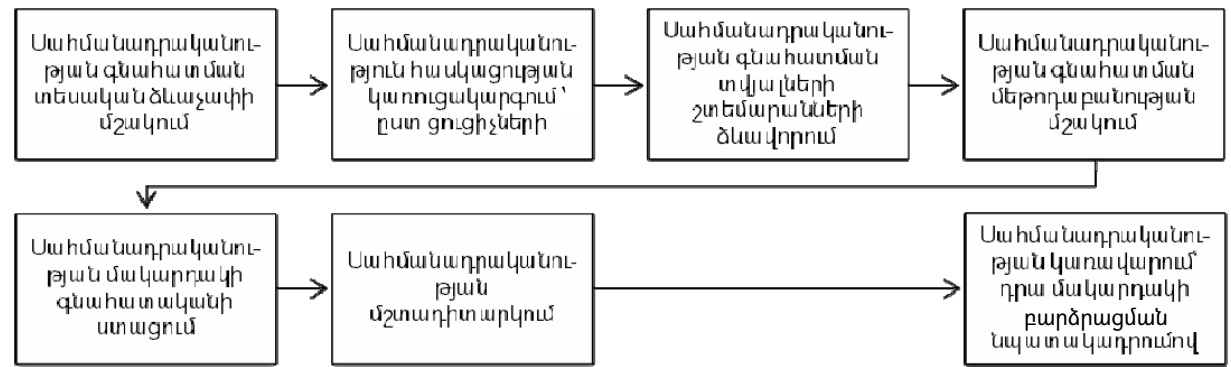 Սահմանադրականու-
թյան գնահատման
տեսական ձևաչափի
մշակում
Սահմանադրականու-
թյուն հասկացության
կառուցակարգում՝
ըստ ցուցիչների
Սահմանադրականու-
թյան գնահատման
տվյալների
շտեմարանների
ձևավորում
Սահմանադրականու-
թյան գնահատման
մեթոդաբանության
մշակում
Սահմանադրականու-
թյան մակարդակի
գնահատականի
ստացում
Սահմանադրականու-
թյան
մշտադիտարկում
Սահմանադրականու-
թյան կառավարում՝
դրա մակարդակի
բարձրացման
նպատակադրումով